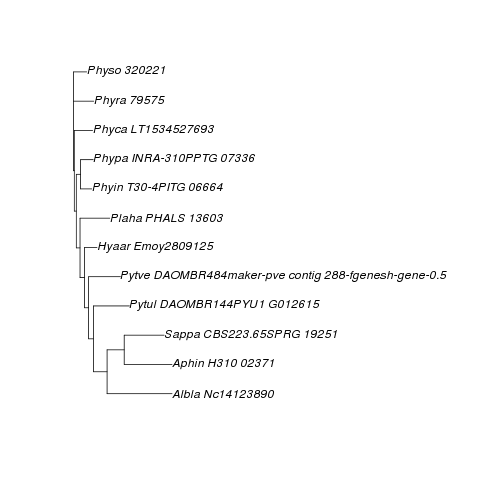 Physo 320221
Phyra 79575
Phyca LT1534527693
Phypa INRA-310PPTG 07336
Phyin T30-4PITG 06664
Plaha PHALS 13603
Hyaar Emoy2809125
Pytve DAOMBR484maker-pve contig 288-fgenesh-gene-0.5
Pytul DAOMBR144PYU1 G012615
Sappa CBS223.65SPRG 19251
Aphin H310 02371
Albla Nc14123890